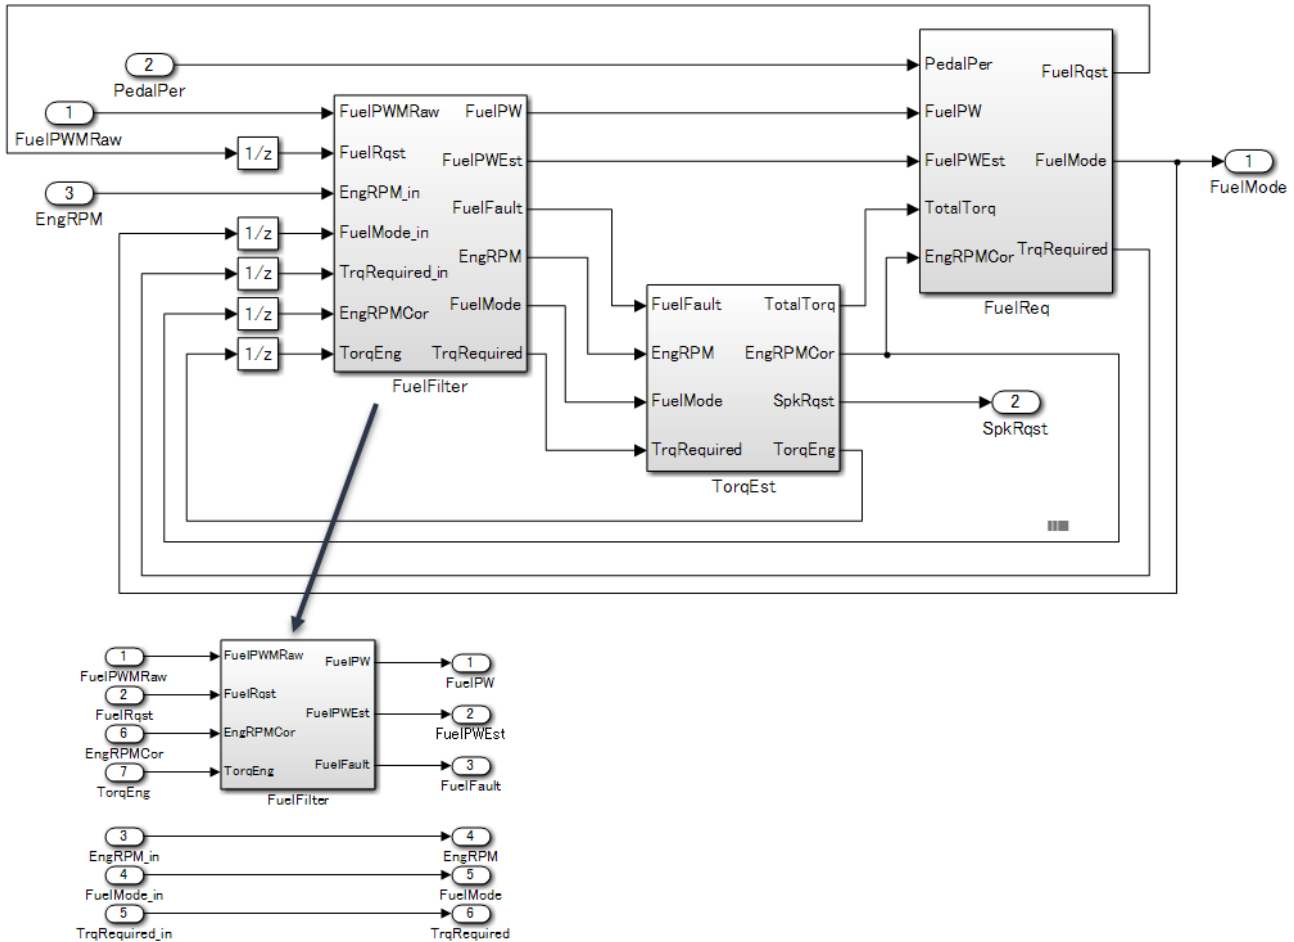 2
PedalPer
1
FuelPWMRaw
1/z
3
EngRPM
1/z
1/z
1/z
1/z
FuelPWMRaw
FuelRqst
EngRPM_in
FuelMode_in
TrqRequired_in
EngRPMCor
TorqEng
FuelPW
FuelPWEst
FuelFault
EngRPM
FuelMode
TrqRequired
FuelFilter
FuelFault
EngRPM
FuelMode
TrqRequired
TotalTorq
EngRPMCor
SpkRqst
TorqEng
TorqEst
PedalPer
FuelPW
FuelPWEst
TotalTorq
EngRPMCor
FuelRqst
FuelMode
TrqRequired
FuelReq
1
FuelMode
2
SpkRqst
1
FuelPWMRaw
2
FuelRqst
6
EngRPMCor
7
TorqEng
FuelPWMRaw
FuelRqst
EngRPMCor
TorqEng
FuelPW
FuelPWEst
FuelFault
FuelFilter
1
FuelPW
2
FuelPWEst
3
FuelFault
3
EngRPM_in
4
EngRPM
4
FuelMode_in
5
FuelMode
5
TrqRequired_in
6
TrqRequired